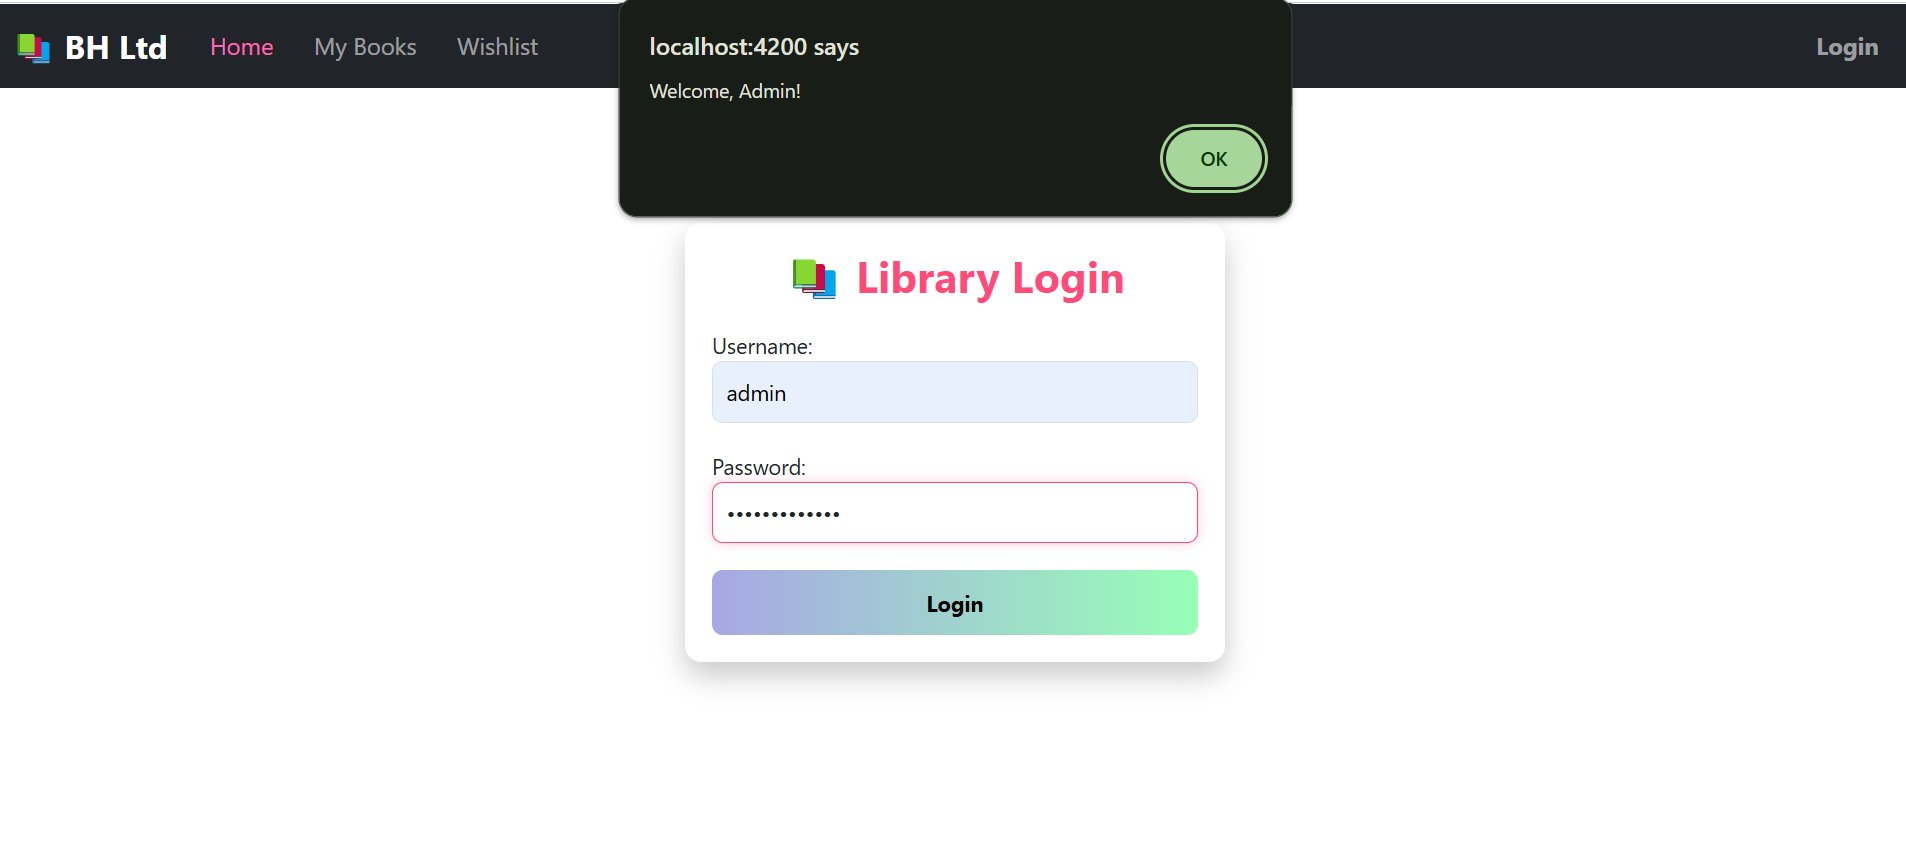 BH Ltd Home My Books Wishlist Login
localhost:4200 says
Welcome, Admin!
OK
Library Login
Username:
admin
Password:
•••••••••••••
Login